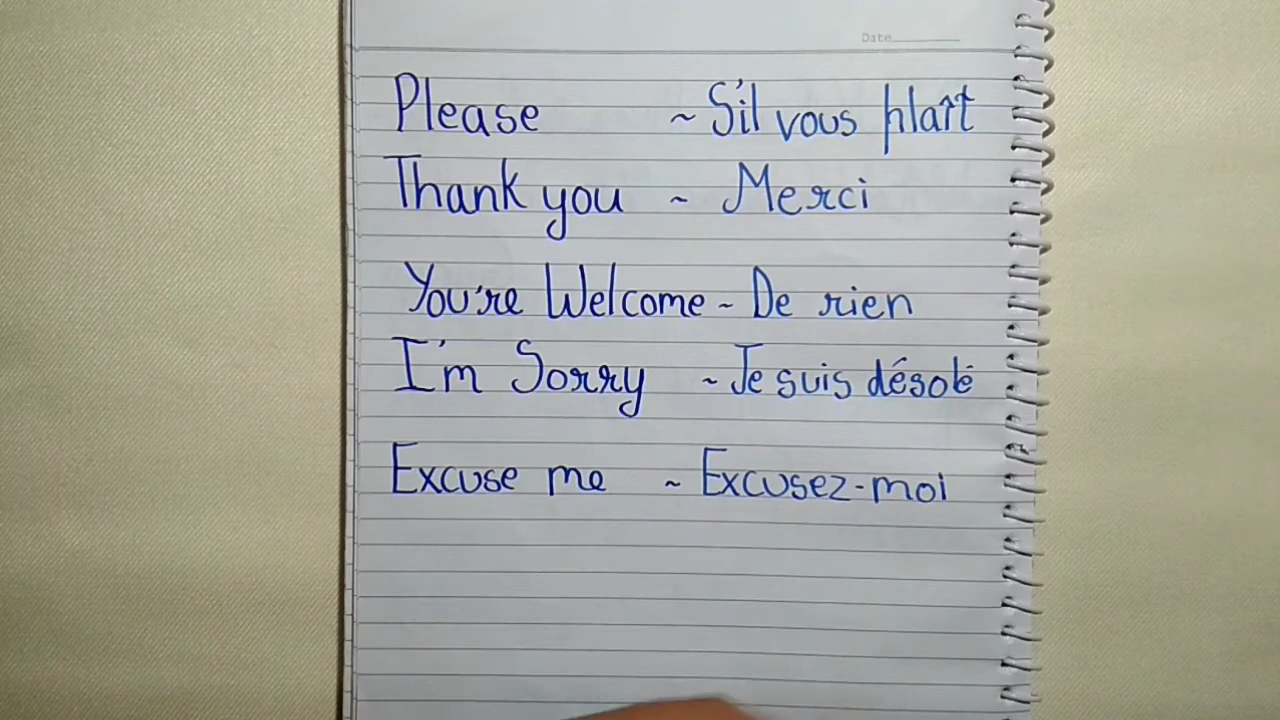 Date
Please ~ S'il vous plaît
Thank you ~ Merci
You're Welcome ~ De rien
I'm Sorry ~ Je suis désolé
Excuse me ~ Excusez-moi